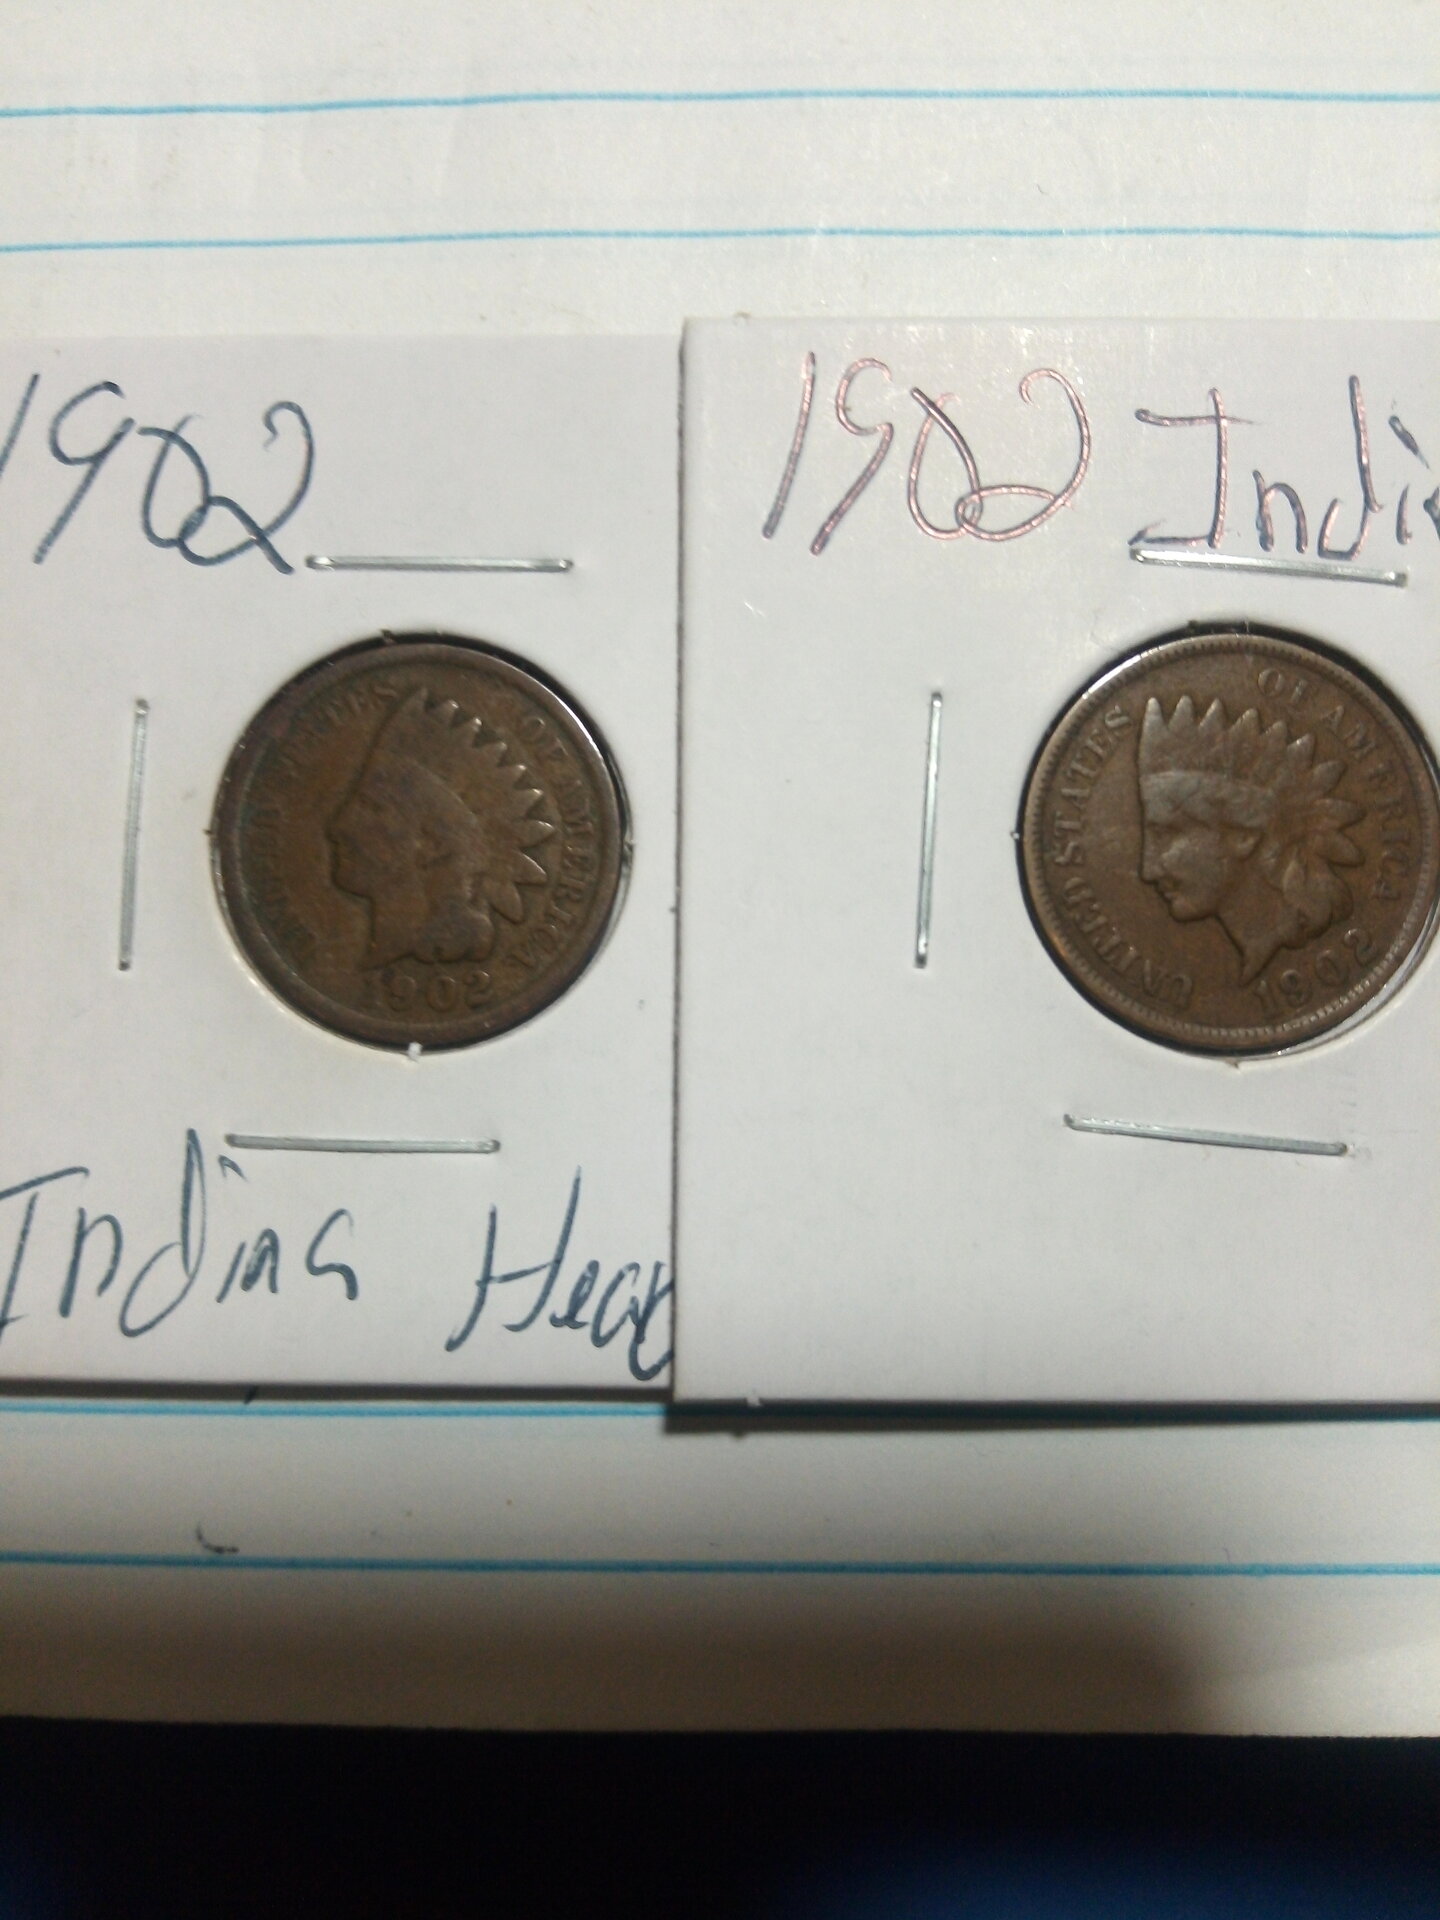 1902
UNITED STATES OF AMERICA
1902
Indian Head
1902 Indi
UNITED STATES OF AMERICA
1902